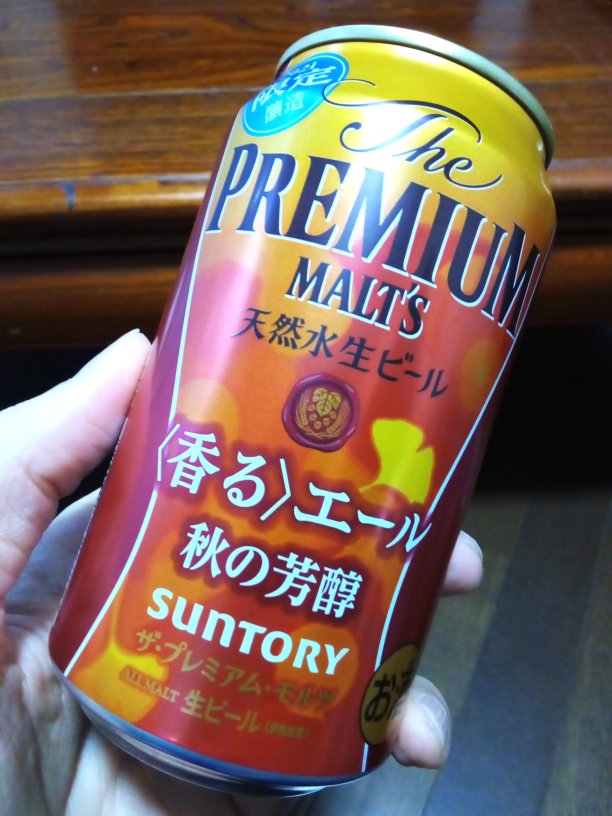 2021
限定
醸造
The
PREMIUM
MALT'S
天然水生ビール
〈香る〉エール
秋の芳醇
SUNTORY
ザ・プレミアム・モルツ
ALL MALT 生ビール
お